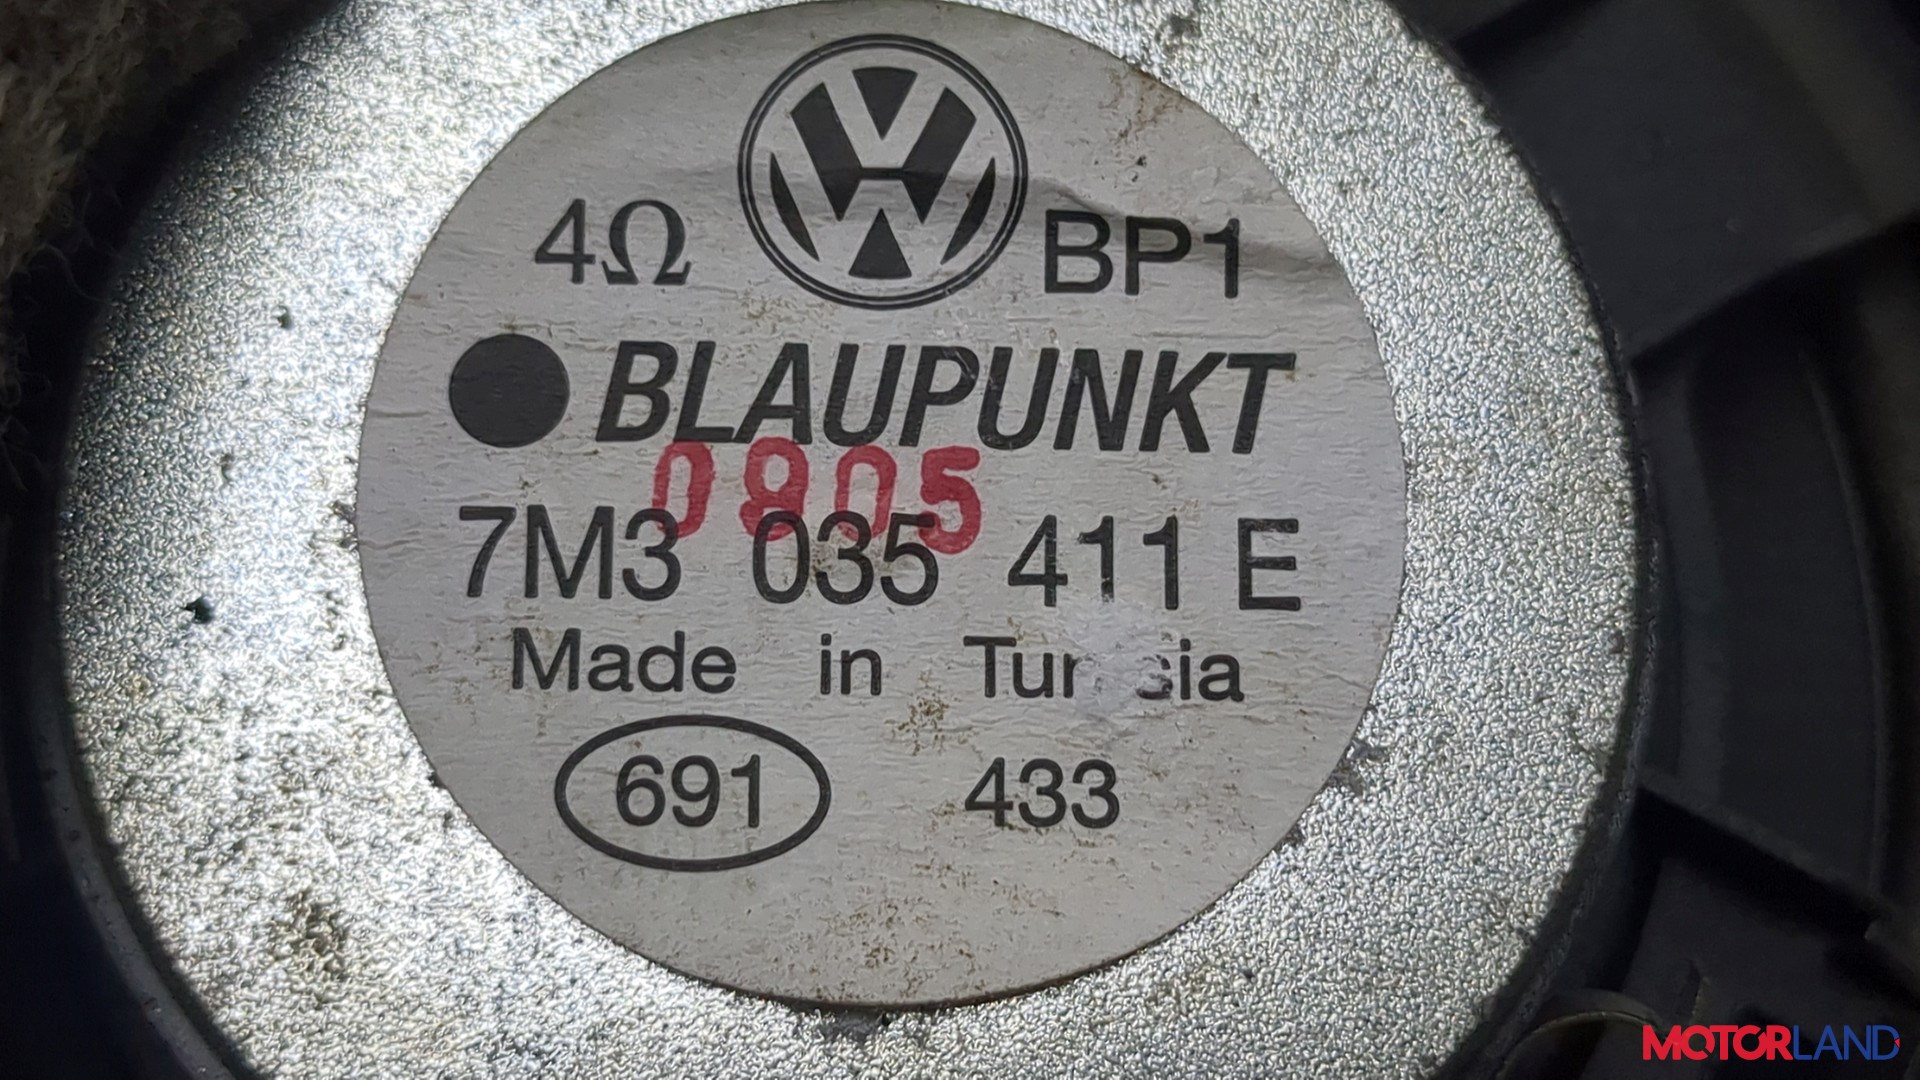 4Ω BP1
BLAUPUNKT
0805
7M3 035 411 E
Made in
691 433
MOTORLAND